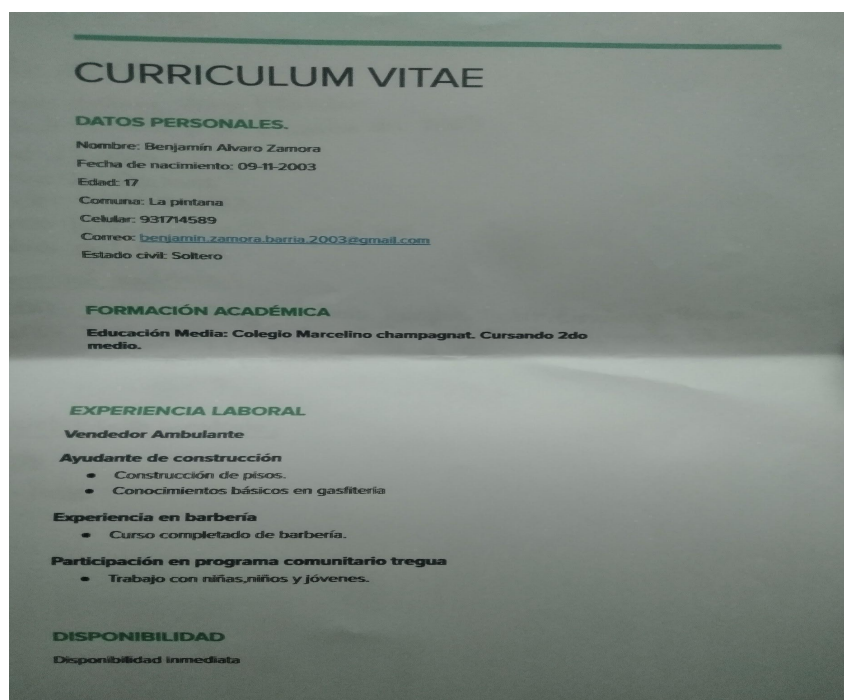 CURRICULUM VITAE
DATOS PERSONALES.
Nombre: Benjamín Alvaro Zamora
Fecha de nacimiento: 09-11-2003
Edad: 17
Comuna: La pintana
Celular: 931714589
Correo: benjamin.zamora.barria.2003@gmail.com
Estado civil: Soltero
FORMACIÓN ACADÉMICA
Educación Media: Colegio Marcelino champagnat. Cursando 2do
medio.
EXPERIENCIA LABORAL
Vendedor Ambulante
Ayudante de construcción
• Construcción de pisos.
• Conocimientos básicos en gasfitería
Experiencia en barbería
• Curso completado de barbería.
Participación en programa comunitario tregua
• Trabajo con niñas,niños y jóvenes.
DISPONIBILIDAD
Disponibilidad inmediata